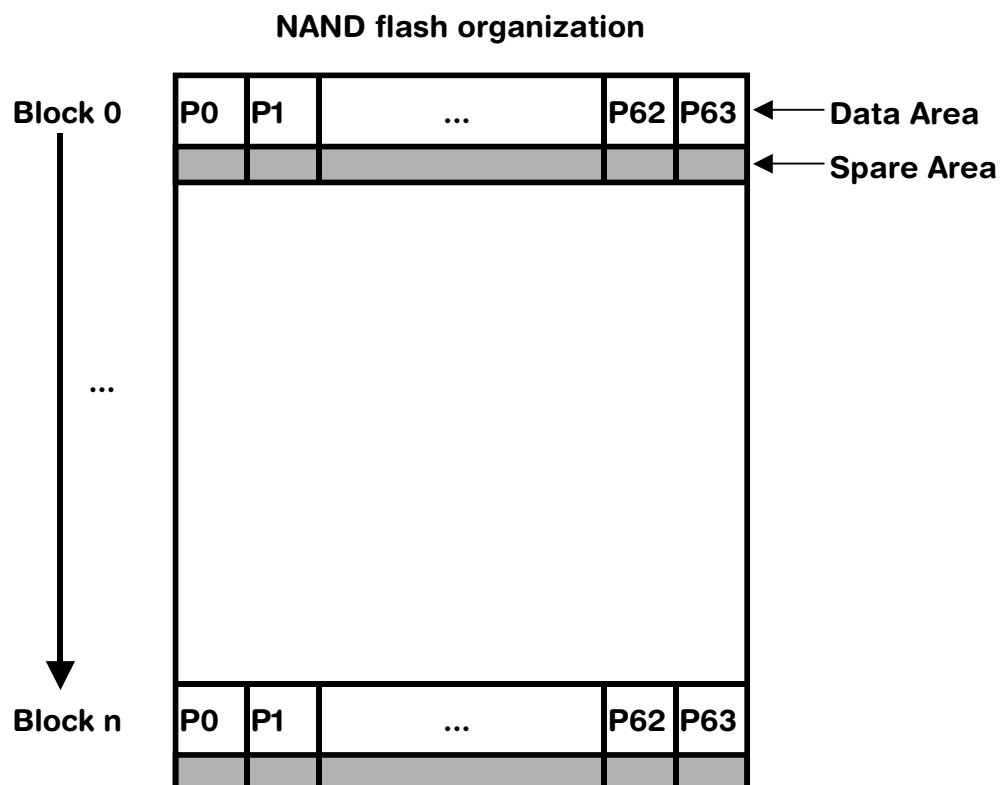 NAND flash organization
Block 0 P0 P1 ... P62 P63 Data Area
Spare Area
...
Block n P0 P1 ... P62 P63